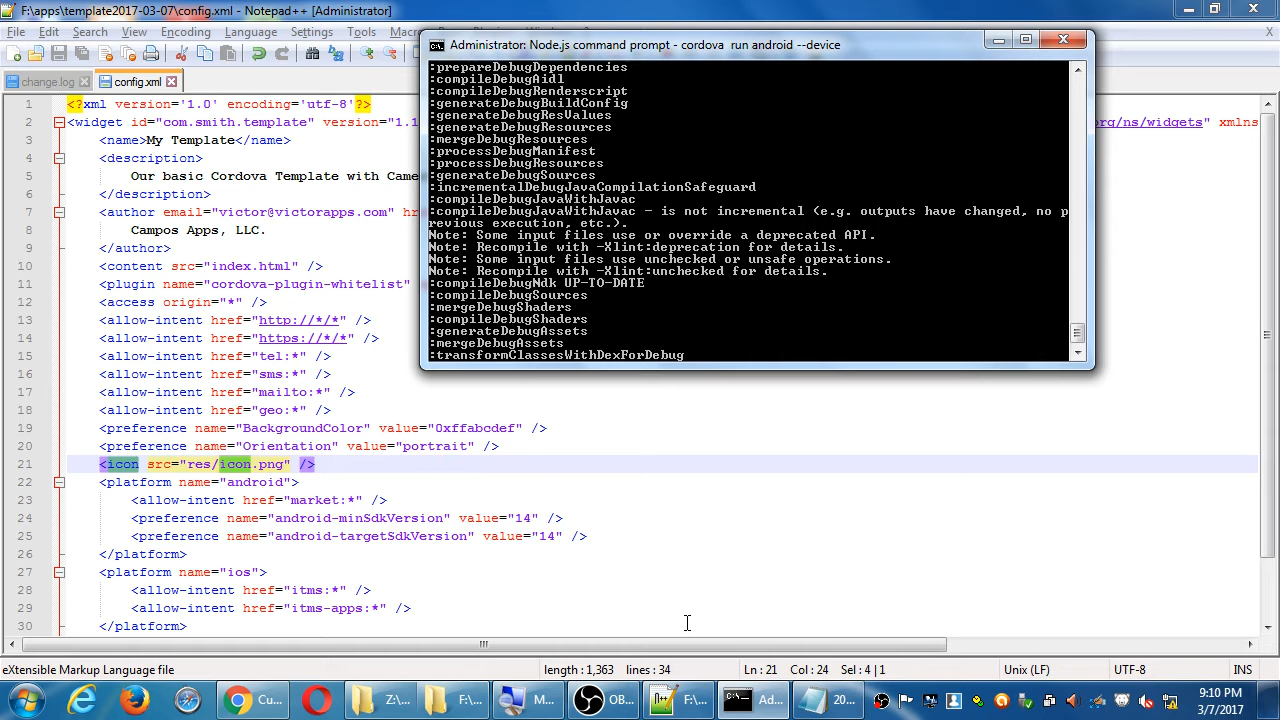 F:\apps\template2017-03-07\config.xml - Notepad++ [Administrator]
File Edit Search View Encoding Language Settings Tools
change.log config.xml
Administrator: Node.js command prompt - cordova run android --device
:prepareDebugDependencies
:compileDebugAidl
:compileDebugRenderscript
:generateDebugBuildConfig
:generateDebugResValues
:generateDebugResources
:mergeDebugResources
:processDebugManifest
:processDebugResources
:generateDebugSources
:incrementalDebugJavaCompilationSafeguard
:compileDebugJavaWithJavac
:compileDebugJavaWithJavac - is not incremental (e.g. outputs have changed, no p
revious execution, etc.).
Note: Some input files use or override a deprecated API.
Note: Recompile with -Xlint:deprecation for details.
Note: Some input files use unchecked or unsafe operations.
Note: Recompile with -Xlint:unchecked for details.
:compileDebugNdk UP-TO-DATE
:compileDebugSources
:mergeDebugShaders
:compileDebugShaders
:generateDebugAssets
:mergeDebugAssets
:transformClassesWithDexForDebug
1 <?xml version='1.0' encoding='utf-8'?>
2 <widget id="com.smith.template" version="1.1 org/ns/widgets" xmlns
3 <name>My Template</name>
4 <description>
5 Our basic Cordova Template with Came
6 </description>
7 <author email="victor@victorapps.com" hr
8 Campos Apps, LLC.
9 </author>
10 <content src="index.html" />
11 <plugin name="cordova-plugin-whitelist"
12 <access origin="*" />
13 <allow-intent href="http://*/*" />
14 <allow-intent href="https://*/*" />
15 <allow-intent href="tel:*" />
16 <allow-intent href="sms:*" />
17 <allow-intent href="mailto:*" />
18 <allow-intent href="geo:*" />
19 <preference name="BackgroundColor" value="0xffabcdef" />
20 <preference name="Orientation" value="portrait" />
21 <icon src="res/icon.png" />
22 <platform name="android">
23 <allow-intent href="market:*" />
24 <preference name="android-minSdkVersion" value="14" />
25 <preference name="android-targetSdkVersion" value="14" />
26 </platform>
27 <platform name="ios">
28 <allow-intent href="itms:*" />
29 <allow-intent href="itms-apps:*" />
30 </platform>
eXtensible Markup Language file length : 1,363 lines : 34 Ln : 21 Col : 24 Sel : 4 | 1 Unix (LF) UTF-8 INS
Cu... Z:\... F:\... M... OB... F:\... Ad... 20...
9:10 PM
3/7/2017